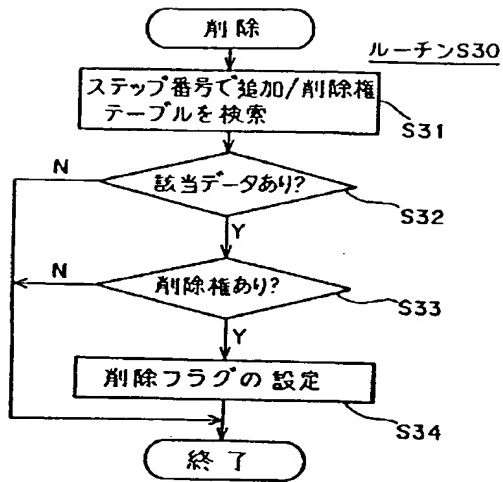 削除
ルーチンS30
ステップ番号で追加/削除権
テーブルを検索
S31
N
該当データあり?
S32
Y
N
削除権あり?
S33
Y
削除フラグの設定
S34
終了